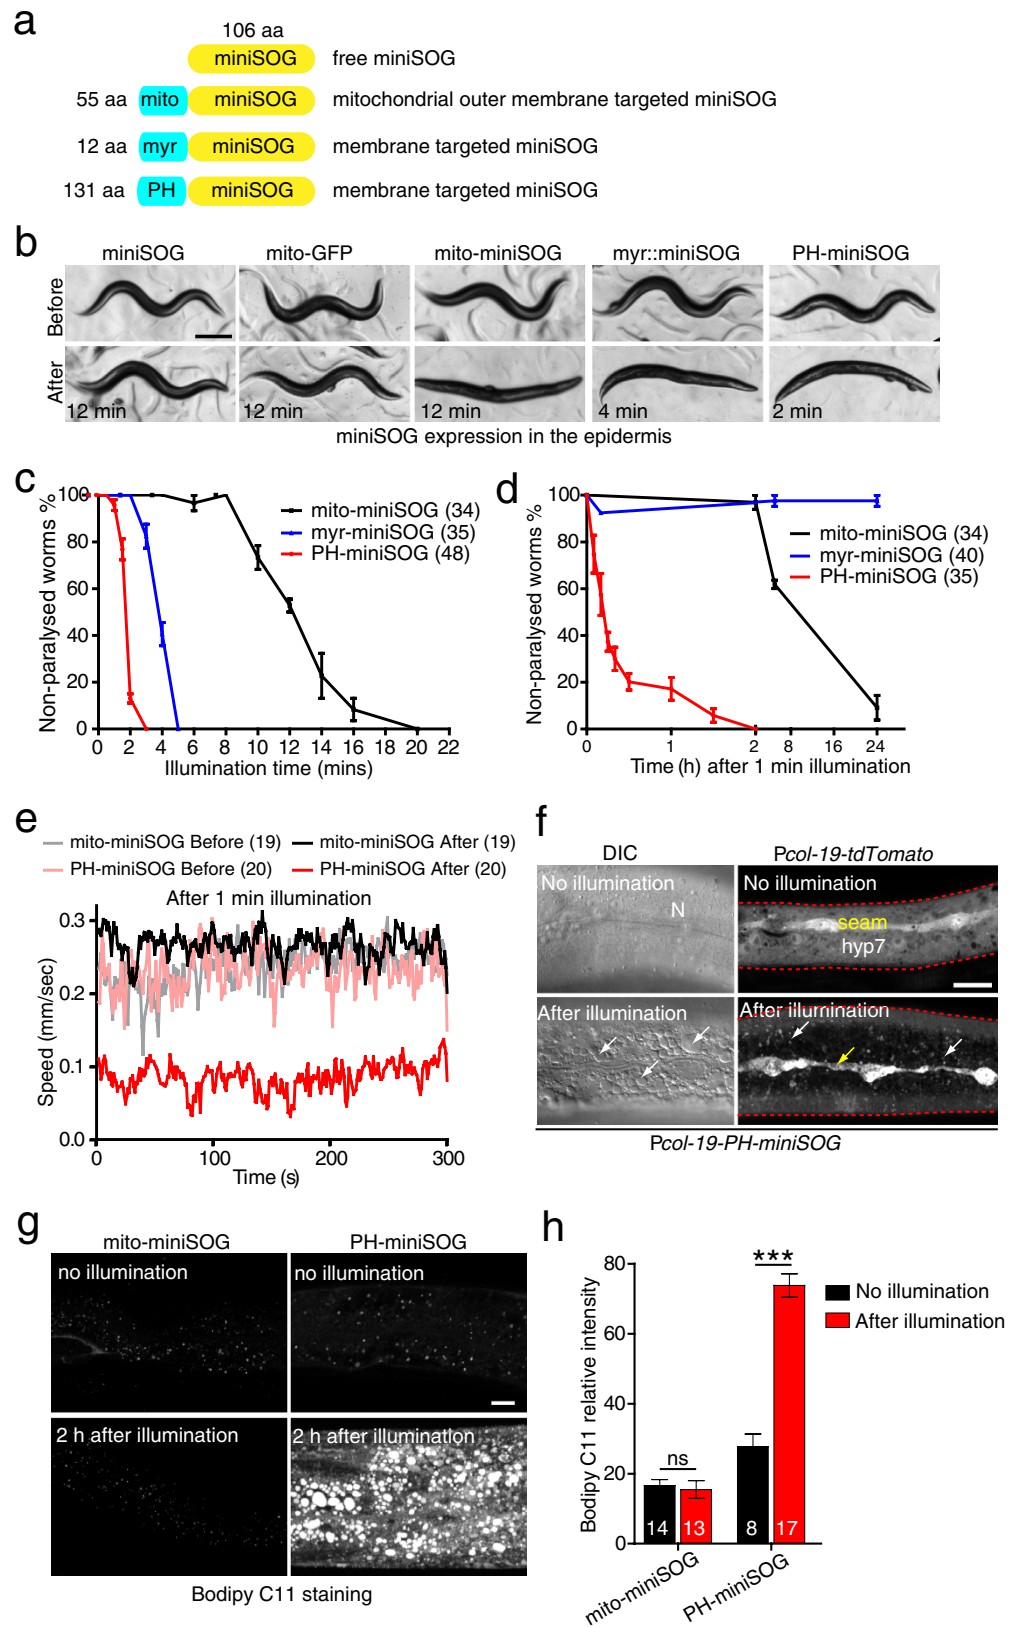 a
106 aa
miniSOG free miniSOG
55 aa mito miniSOG mitochondrial outer membrane targeted miniSOG
12 aa myr miniSOG membrane targeted miniSOG
131 aa PH miniSOG membrane targeted miniSOG
b
miniSOG mito-GFP mito-miniSOG myr::miniSOG PH-miniSOG
Before
After
12 min 12 min 12 min 4 min 2 min
miniSOG expression in the epidermis
c
Non-paralysed worms %
100
80
60
40
20
0
mito-miniSOG (34)
myr-miniSOG (35)
PH-miniSOG (48)
0 2 4 6 8 10 12 14 16 20 22
Illumination time (mins)
d
Non-paralysed worms %
100
80
60
40
20
0
mito-miniSOG (34)
myr-miniSOG (40)
PH-miniSOG (35)
0 1 2 8 16 24
Time (h) after 1 min illumination
e
mito-miniSOG Before (19) mito-miniSOG After (19)
PH-miniSOG Before (20) PH-miniSOG After (20)
After 1 min illumination
Speed (mm/sec)
0.3
0.2
0.1
0.0
0 100 200 300
Time (s)
f
DIC Pcol-19-tdTomato
No illumination No illumination
N
seam
hyp7
After illumination After illumination
Pcol-19-PH-miniSOG
g
mito-miniSOG PH-miniSOG
no illumination no illumination
2 h after illumination 2 h after illumination
Bodipy C11 staining
h
Bodipy C11 relative intensity
80
60
40
20
0
***
ns
No illumination
After illumination
14 13 8 17
mito-miniSOG PH-miniSOG